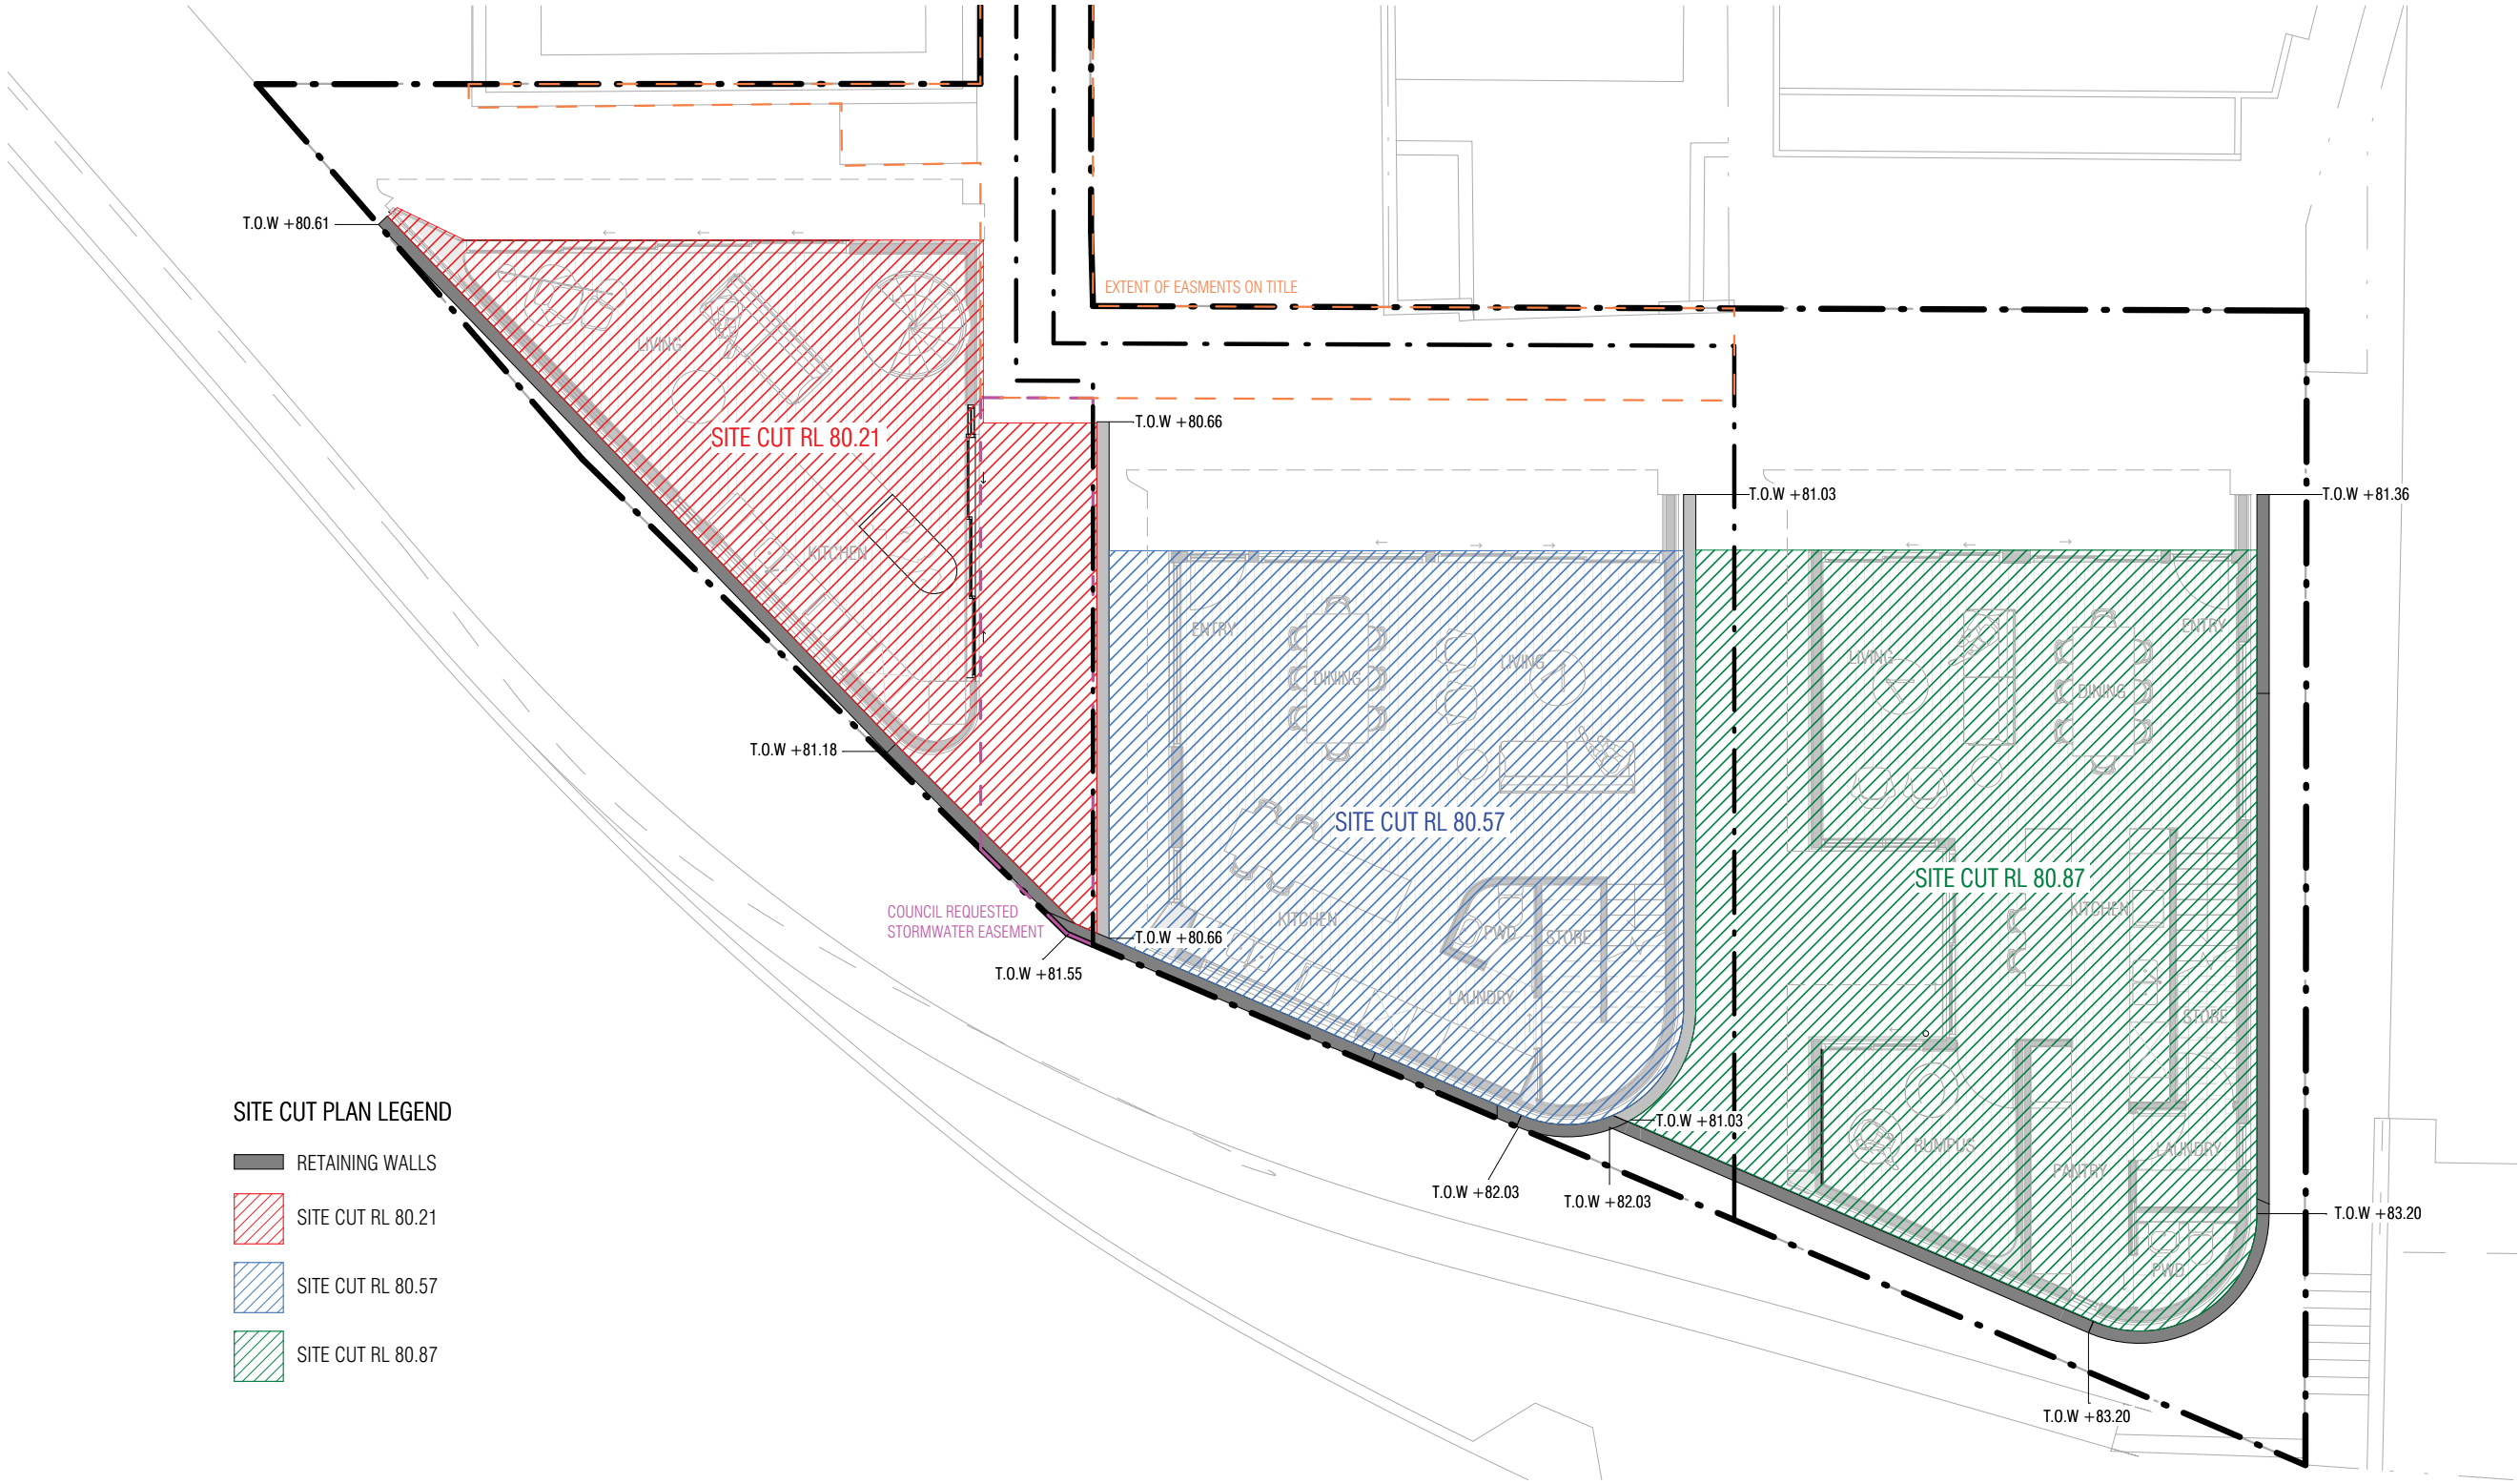 T.O.W +80.61
EXTENT OF EASMENTS ON TITLE
LIVING
SITE CUT RL 80.21
T.O.W +80.66
T.O.W +81.03
T.O.W +81.36
KITCHEN
ENTRY
DINING
LIVING
LIVING
DINING
ENTRY
T.O.W +81.18
SITE CUT RL 80.57
SITE CUT RL 80.87
COUNCIL REQUESTED
STORMWATER EASEMENT
KITCHEN
PWD
STORE
KITCHEN
T.O.W +80.66
T.O.W +81.55
LAUNDRY
STORE
T.O.W +81.03
RUMPUS
PANTRY
LAUNDRY
T.O.W +82.03
T.O.W +82.03
T.O.W +83.20
PWD
T.O.W +83.20
SITE CUT PLAN LEGEND
RETAINING WALLS
SITE CUT RL 80.21
SITE CUT RL 80.57
SITE CUT RL 80.87